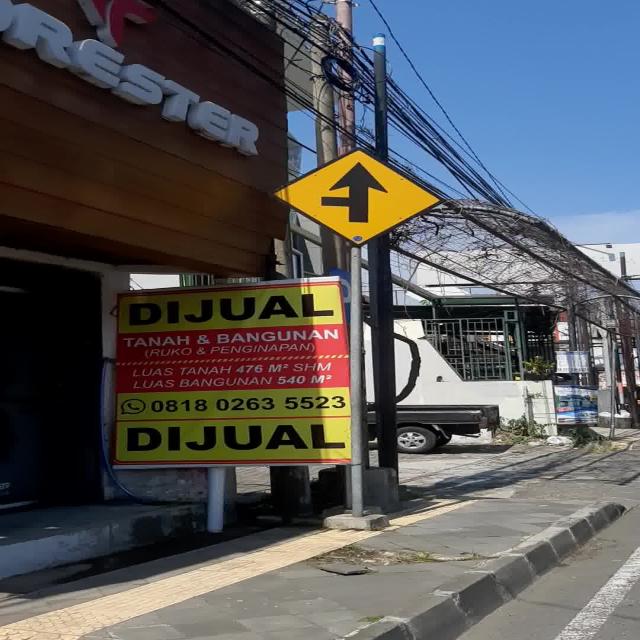 ORESTER
DIJUAL
TANAH & BANGUNAN
(RUKO & PENGINAPAN)
LUAS TANAH 476 M² SHM
LUAS BANGUNAN 540 M²
0818 0263 5523
DIJUAL